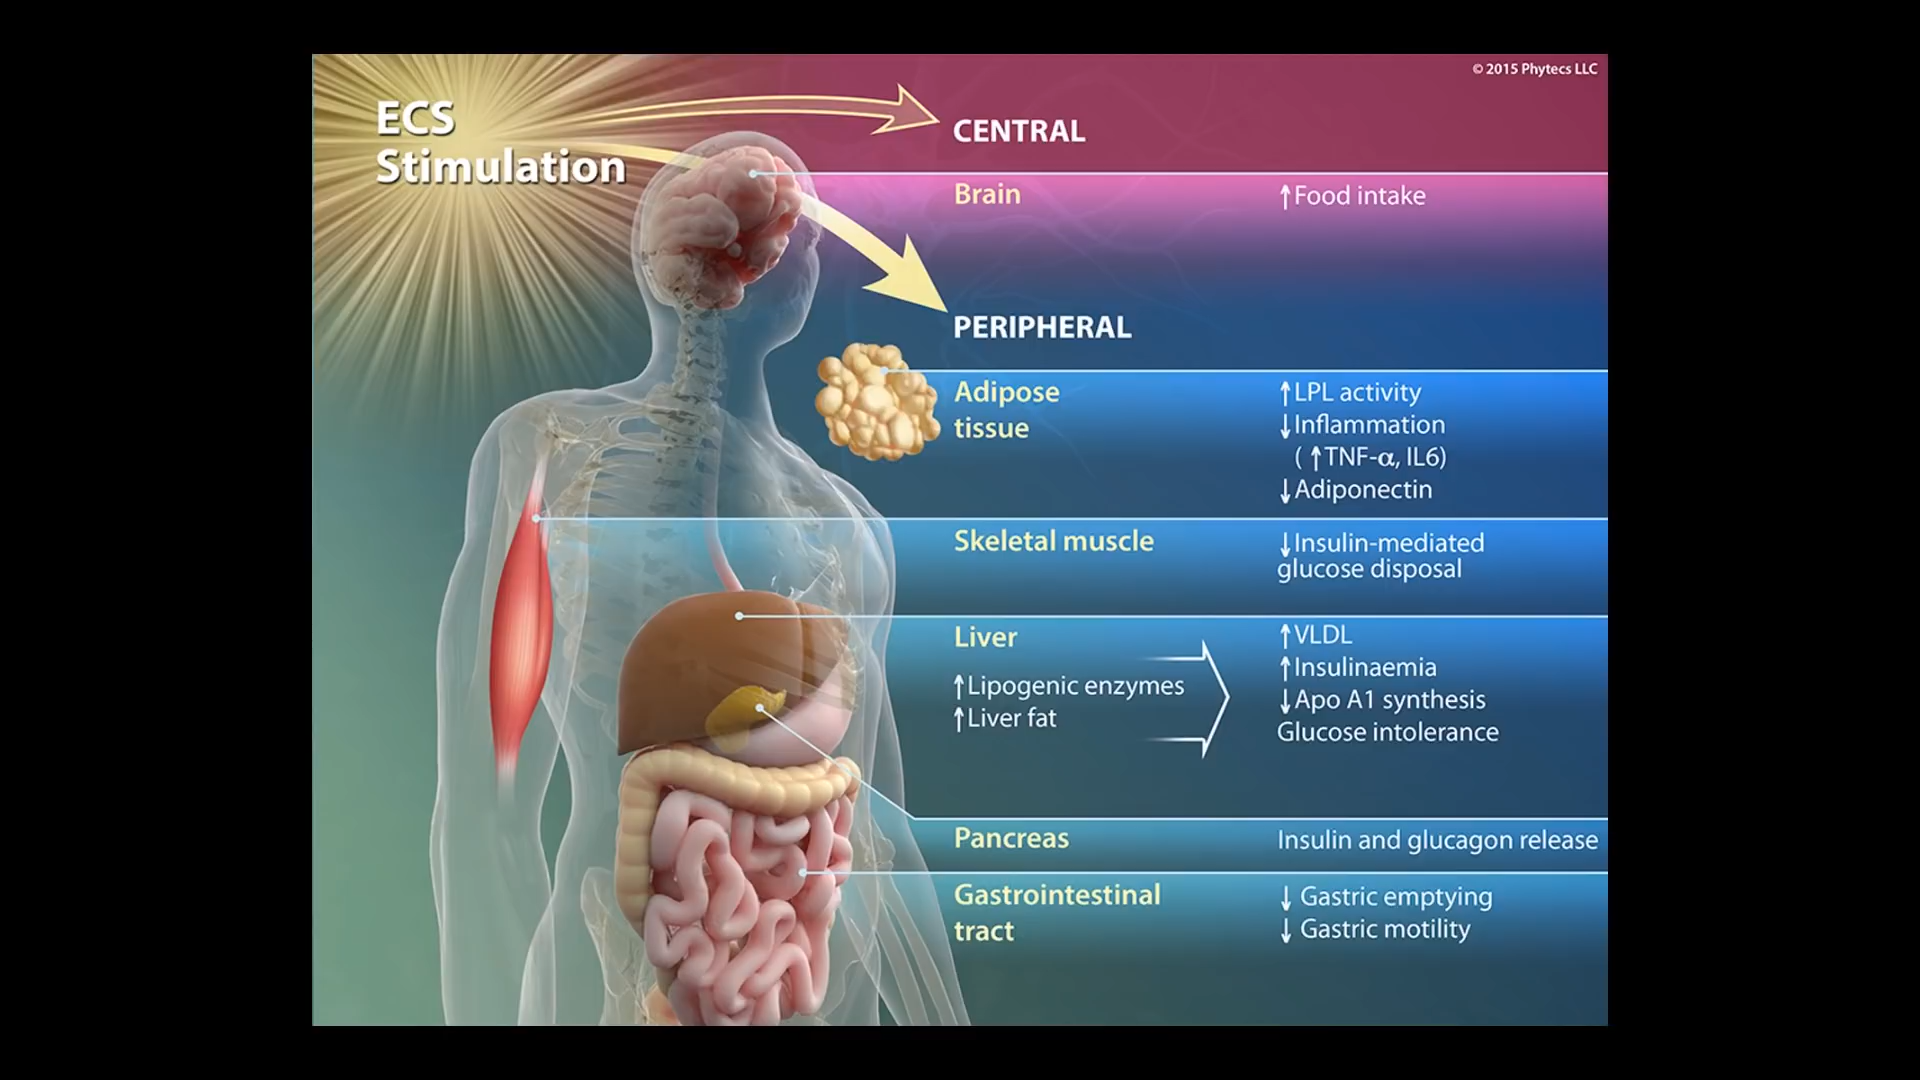 © 2015 Phytecs LLC
ECS
Stimulation
CENTRAL
Brain
↑Food intake
PERIPHERAL
Adipose
tissue
↑LPL activity
↓Inflammation
( ↑TNF-α, IL6)
↓Adiponectin
Skeletal muscle
↓Insulin-mediated
glucose disposal
Liver
↑Lipogenic enzymes
↑Liver fat
↑VLDL
↑Insulinaemia
↓Apo A1 synthesis
Glucose intolerance
Pancreas
Insulin and glucagon release
Gastrointestinal
tract
↓ Gastric emptying
↓ Gastric motility